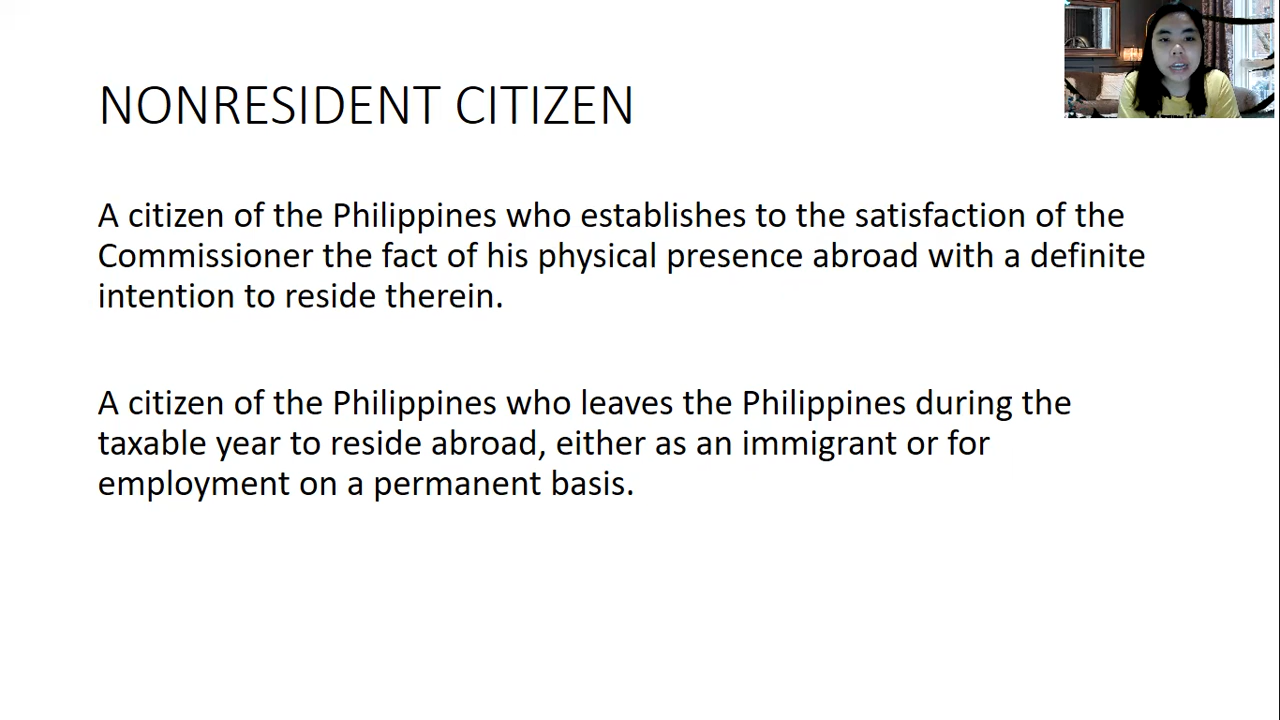 NONRESIDENT CITIZEN
A citizen of the Philippines who establishes to the satisfaction of the
Commissioner the fact of his physical presence abroad with a definite
intention to reside therein.
A citizen of the Philippines who leaves the Philippines during the
taxable year to reside abroad, either as an immigrant or for
employment on a permanent basis.